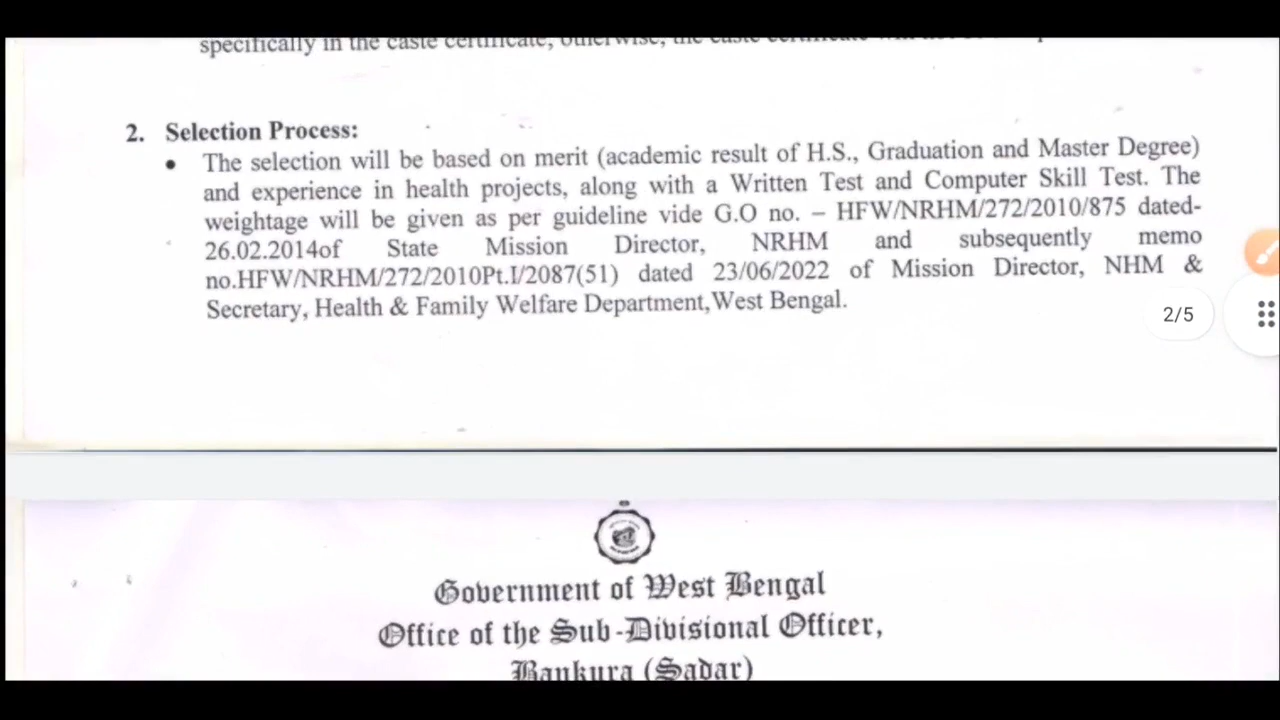 specifically in the caste certificate, otherwise, the caste certificate will not be
2. Selection Process:
• The selection will be based on merit (academic result of H.S., Graduation and Master Degree)
and experience in health projects, along with a Written Test and Computer Skill Test. The
weightage will be given as per guideline vide G.O no. – HFW/NRHM/272/2010/875 dated-
26.02.2014of State Mission Director, NRHM and subsequently memo
no.HFW/NRHM/272/2010Pt.I/2087(51) dated 23/06/2022 of Mission Director, NHM &
Secretary, Health & Family Welfare Department, West Bengal.
2/5
Government of West Bengal
Office of the Sub-Divisional Officer,
Bankura (Sadar)